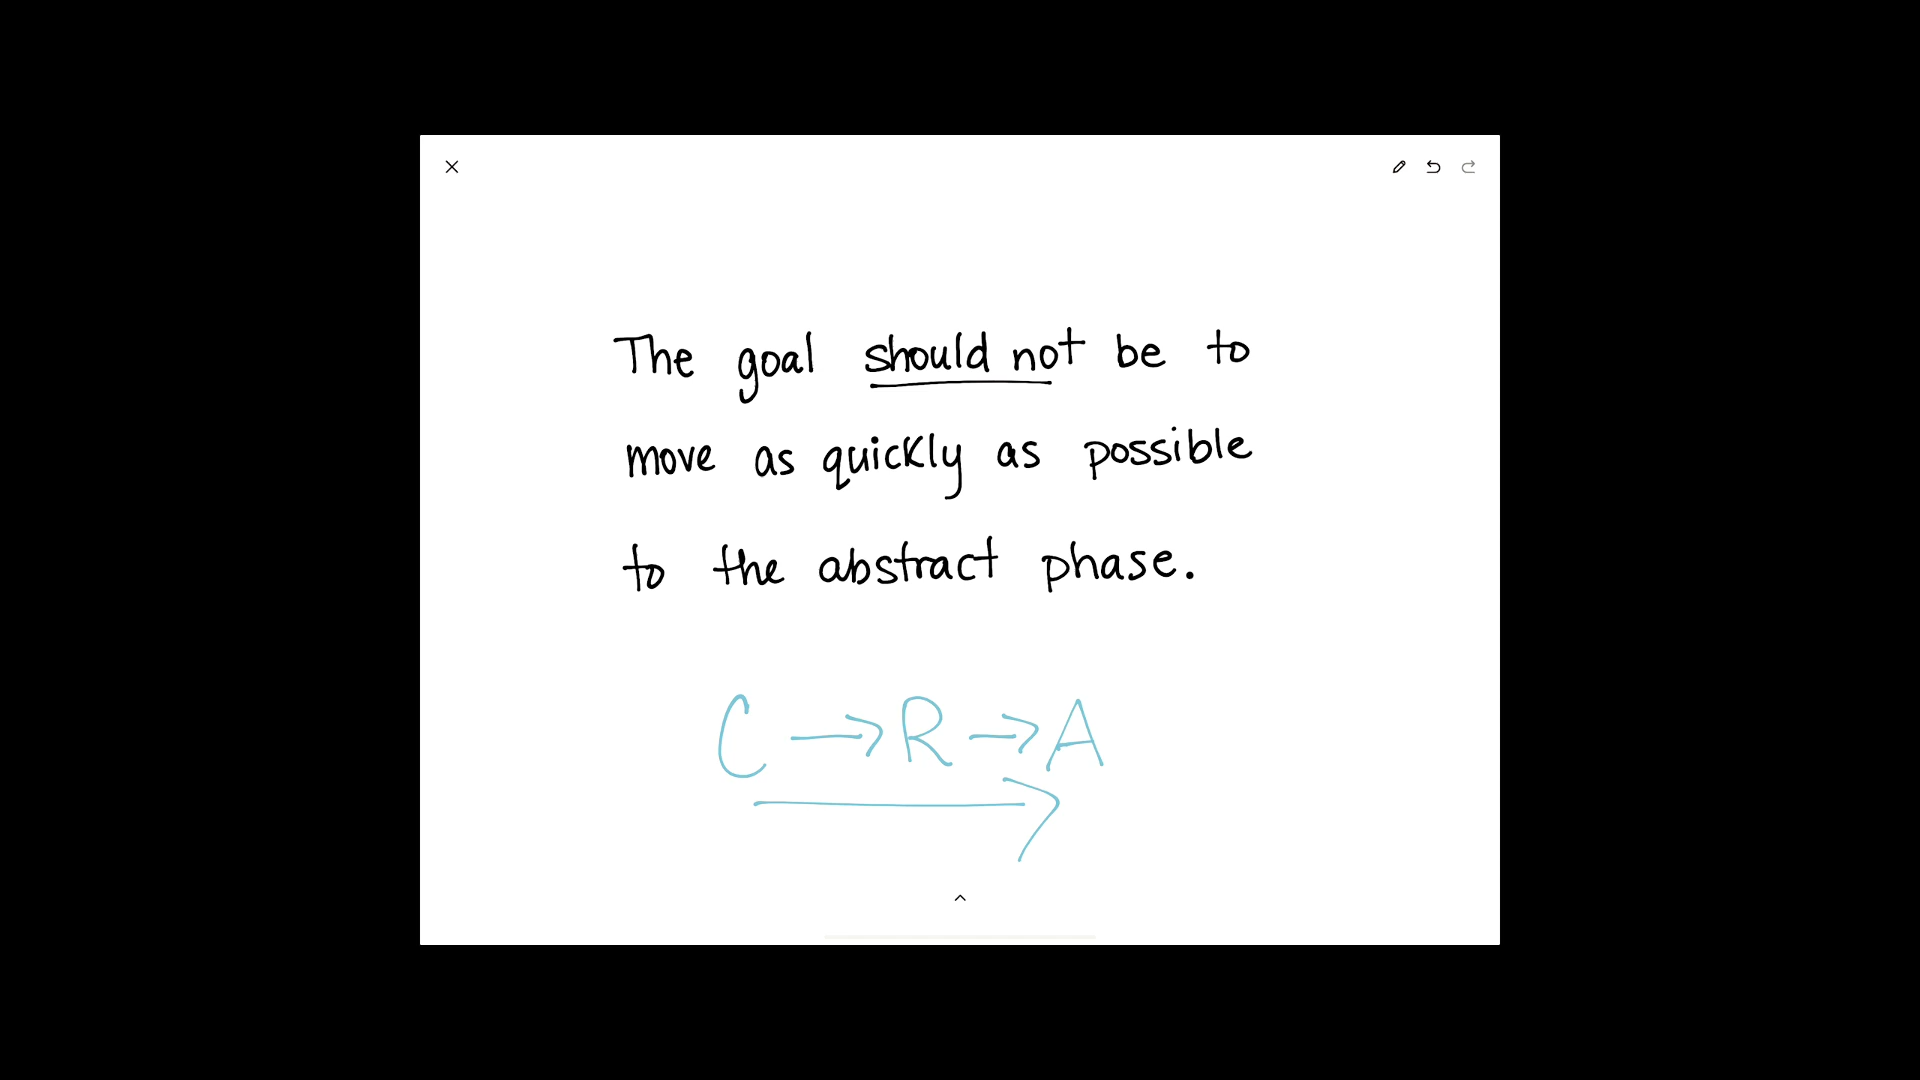 The goal should not be to
move as quickly as possible
to the abstract phase.
C → R → A